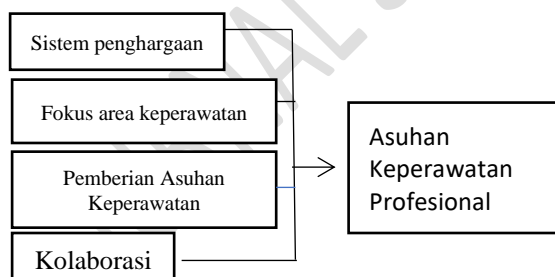 Sistem penghargaan
Fokus area keperawatan
Pemberian Asuhan
Keperawatan
Kolaborasi
Asuhan
Keperawatan
Profesional